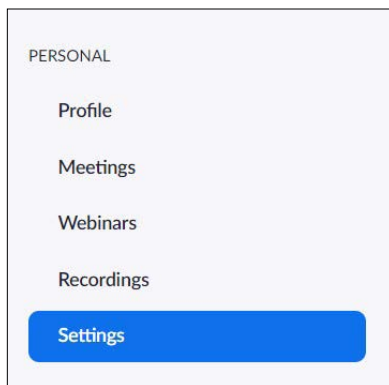 PERSONAL
Profile
Meetings
Webinars
Recordings
Settings